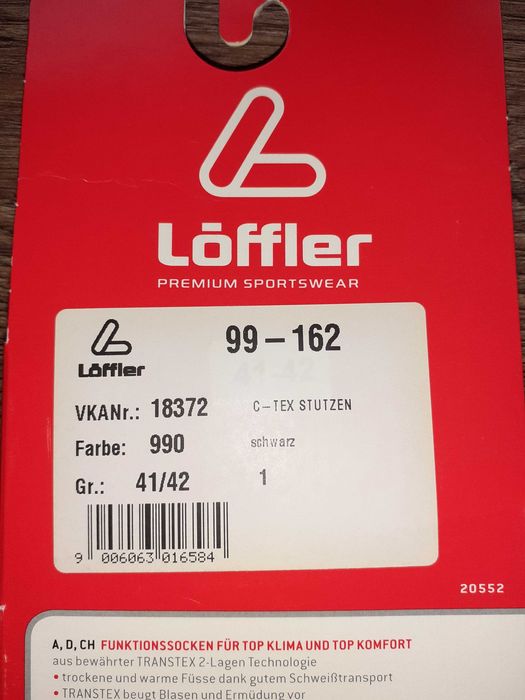 Löffler
PREMIUM SPORTSWEAR
Löffler
99-162
VKANr.: 18372 C-TEX STUTZEN
Farbe: 990 schwarz
Gr.: 41/42 1
9 006063 016584
20552
A, D, CH FUNKTIONSSOCKEN FÜR TOP KLIMA UND TOP KOMFORT
aus bewährter TRANSTEX 2-Lagen Technologie
• trockene und warme Füsse dank gutem Schweißtransport
• TRANSTEX beugt Blasen und Ermüdung vor